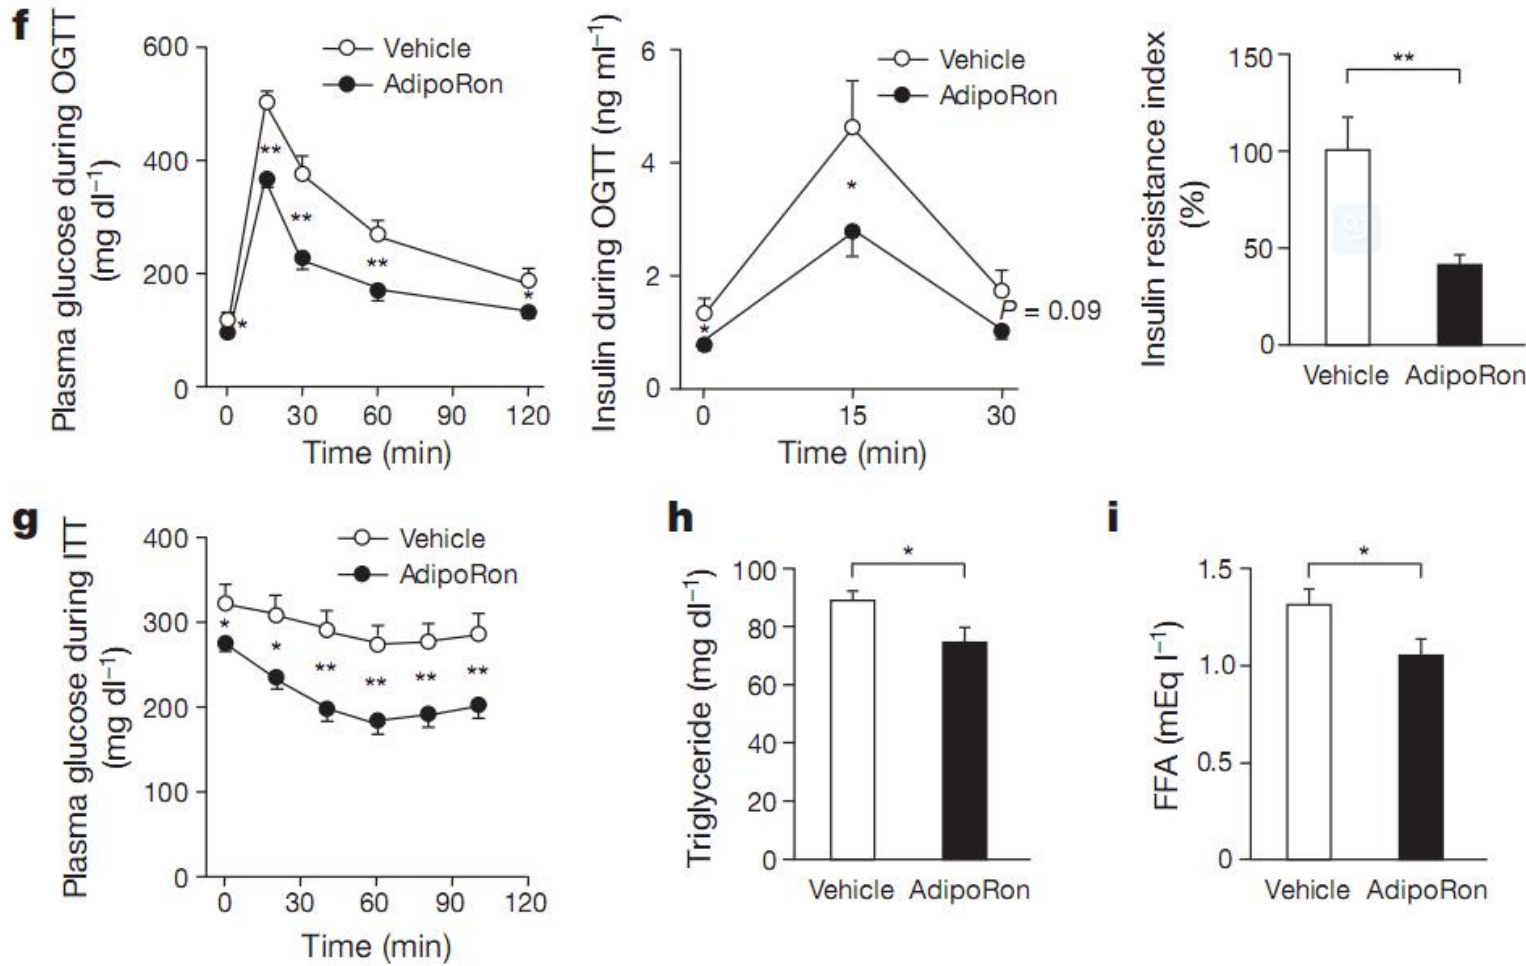 f
Plasma glucose during OGTT
(mg dl⁻¹)
600
400
200
0
Vehicle
AdipoRon
**
**
**
*
*
0 30 60 90 120
Time (min)
Insulin during OGTT (ng ml⁻¹)
6
4
2
0
Vehicle
AdipoRon
*
*
P = 0.09
0 15 30
Time (min)
Insulin resistance index
(%)
150
100
50
0
**
Vehicle AdipoRon
g
Plasma glucose during ITT
(mg dl⁻¹)
400
300
200
100
0
Vehicle
AdipoRon
*
*
**
**
**
**
0 30 60 90 120
Time (min)
h
Triglyceride (mg dl⁻¹)
100
80
60
40
20
0
*
Vehicle AdipoRon
i
FFA (mEq l⁻¹)
1.5
1.0
0.5
0
*
Vehicle AdipoRon